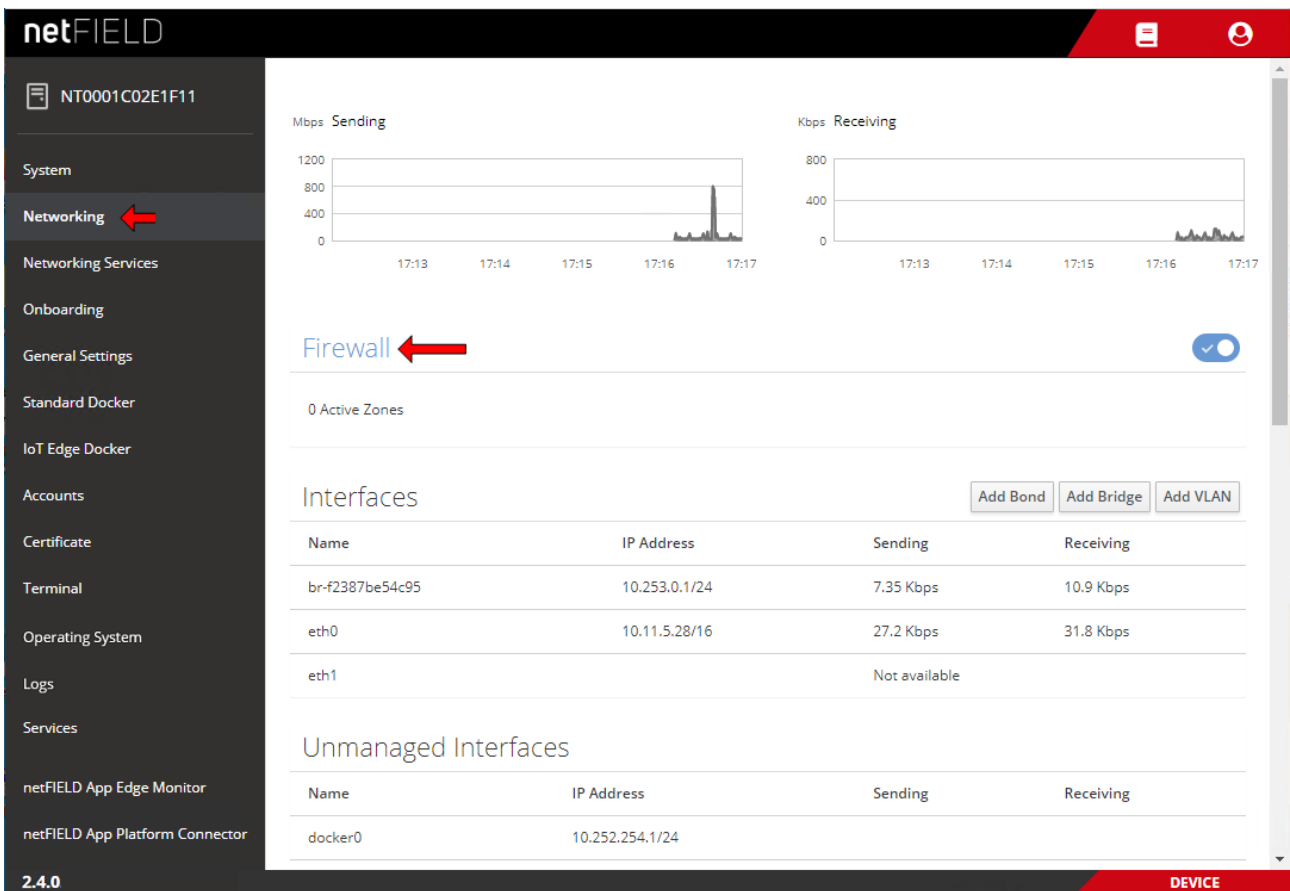 netFIELD
NT0001C02E1F11
System
Networking
Networking Services
Onboarding
General Settings
Standard Docker
IoT Edge Docker
Accounts
Certificate
Terminal
Operating System
Logs
Services
netFIELD App Edge Monitor
netFIELD App Platform Connector
2.4.0
Mbps Sending
1200
800
400
0
17:13 17:14 17:15 17:16 17:17
Kbps Receiving
800
400
0
17:13 17:14 17:15 17:16 17:17
Firewall
0 Active Zones
Interfaces Add Bond Add Bridge Add VLAN
Name IP Address Sending Receiving
br-f2387be54c95 10.253.0.1/24 7.35 Kbps 10.9 Kbps
eth0 10.11.5.28/16 27.2 Kbps 31.8 Kbps
eth1 Not available
Unmanaged Interfaces
Name IP Address Sending Receiving
docker0 10.252.254.1/24
DEVICE